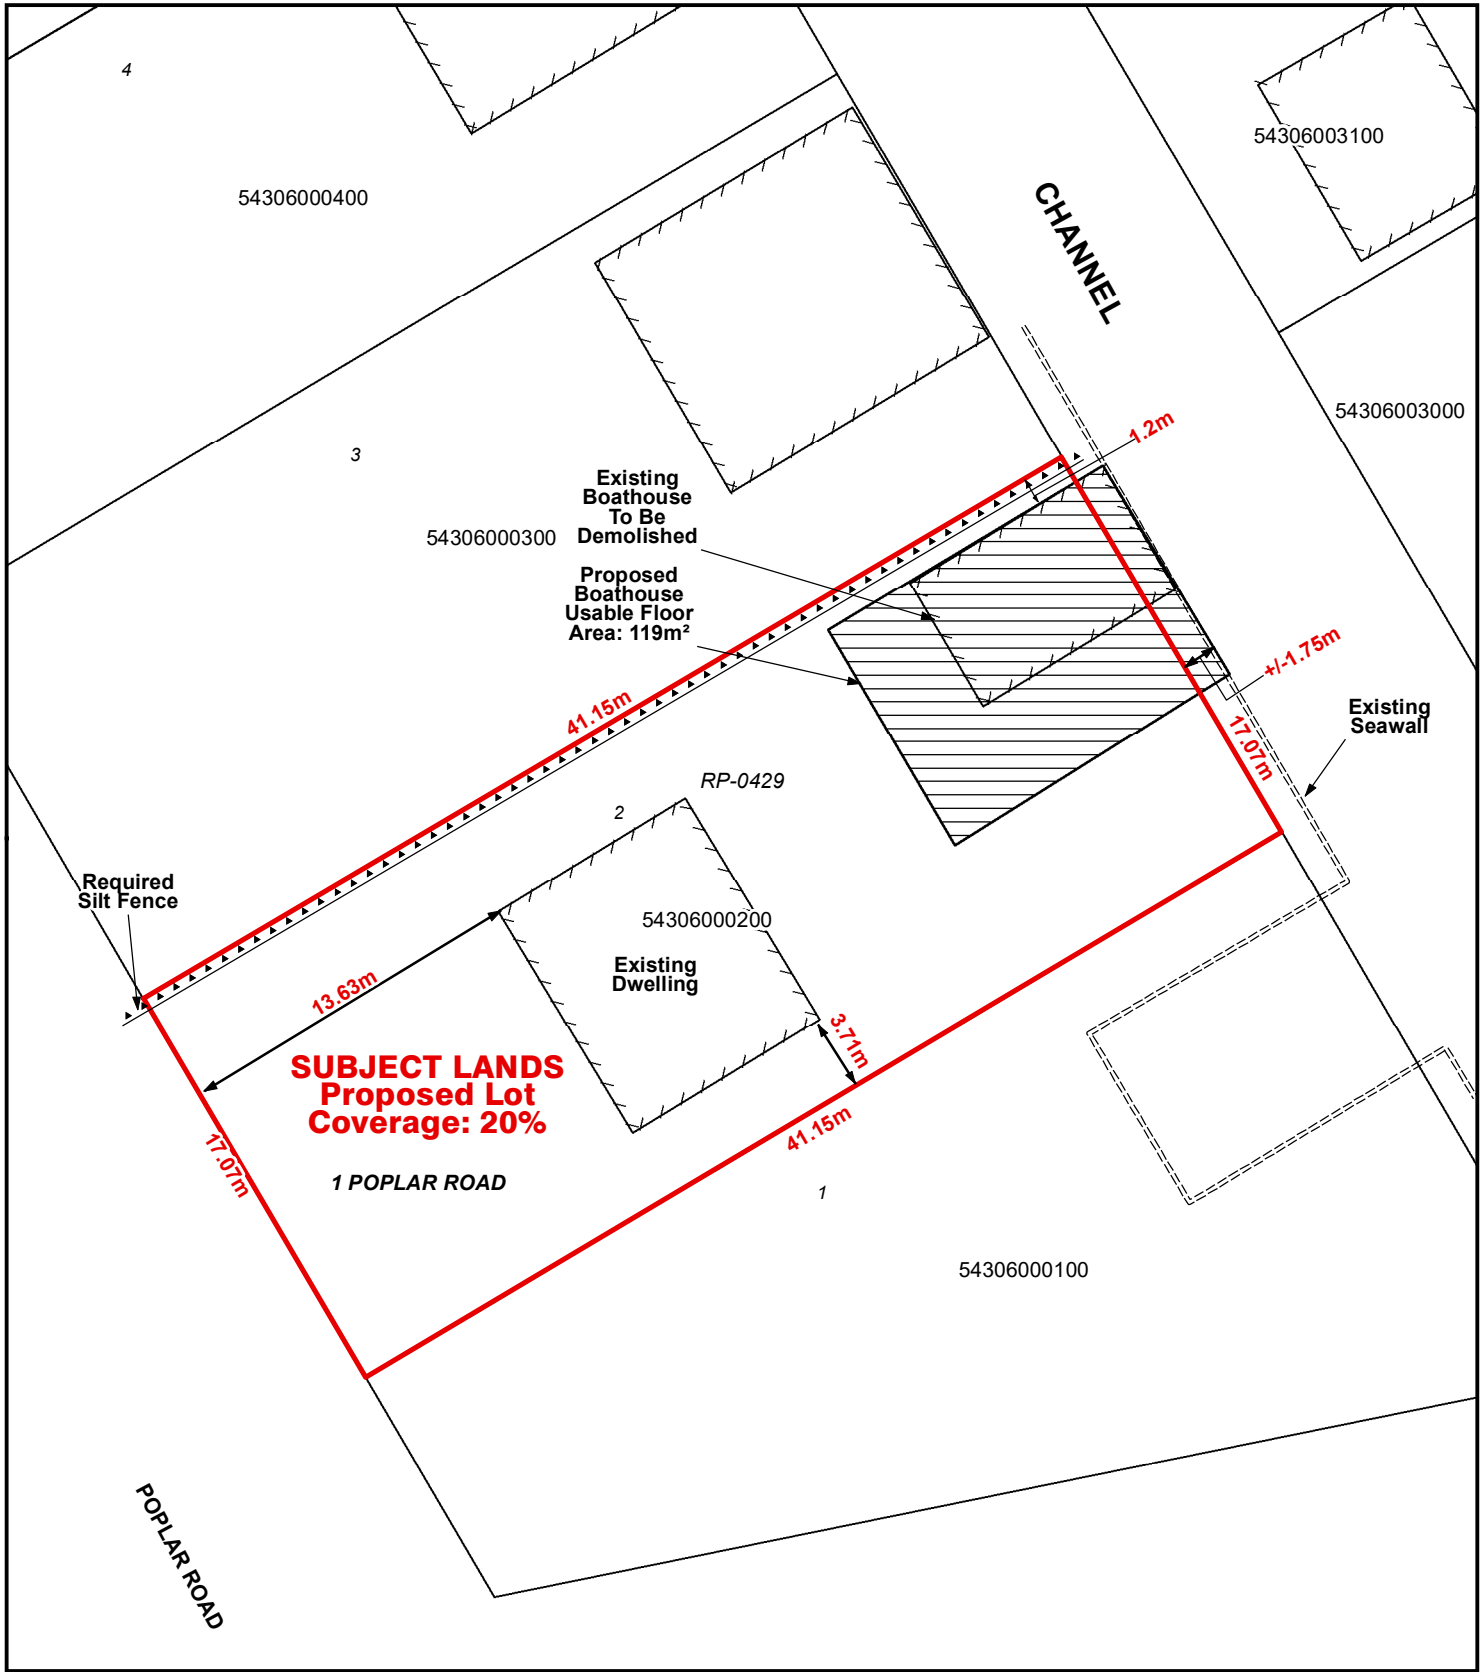 4
54306003100
54306000400
CHANNEL
54306003000
1.2m
3
Existing
Boathouse
To Be
Demolished
54306000300
Proposed
Boathouse
Usable Floor
Area: 119m²
+/-1.75m
41.15m
Existing
Seawall
17.07m
RP-0429
2
Required
Silt Fence
54306000200
Existing
Dwelling
13.63m
3.71m
SUBJECT LANDS
Proposed Lot
Coverage: 20%
41.15m
17.07m
1 POPLAR ROAD
1
54306000100
POPLAR ROAD